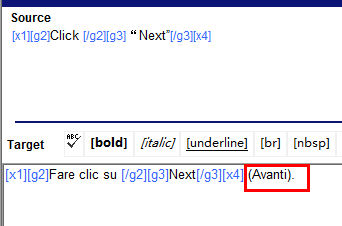 Source
[x1][g2]Click [/g2][g3] “Next”[/g3][x4]
Target ABC [bold] [italic] [underline] [br] [nbsp]
[x1][g2]Fare clic su [/g2][g3]Next[/g3][x4] (Avanti).